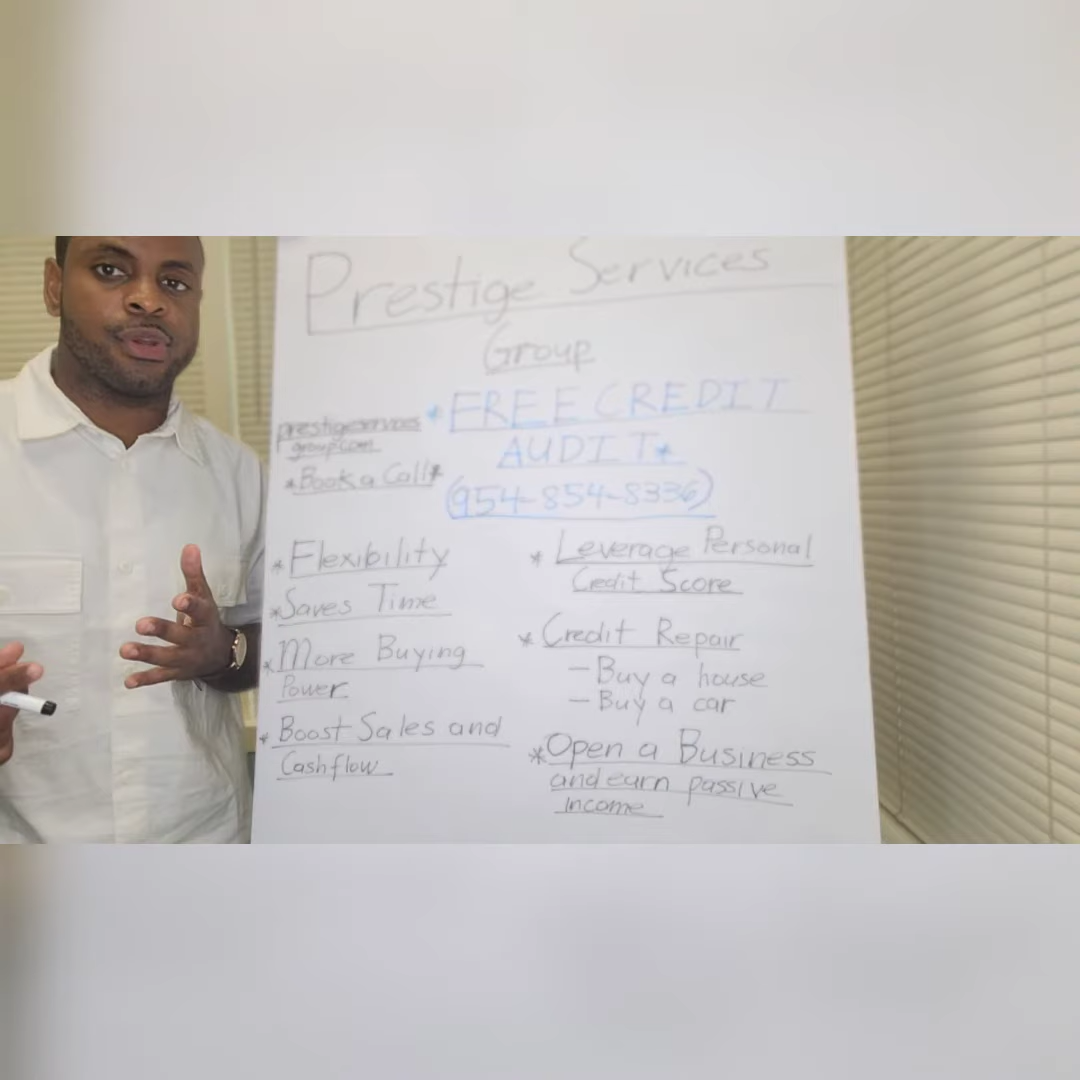 Prestige Services
Group
* FREE CREDIT
AUDIT*
(954-854-8336)
prestigeservices
group.com
*Book a Call*
* Flexibility
*Saves Time
* More Buying
Power
* Boost Sales and
Cashflow
* Leverage Personal
Credit Score
* Credit Repair
- Buy a house
- Buy a car
*Open a Business
and earn passive
income